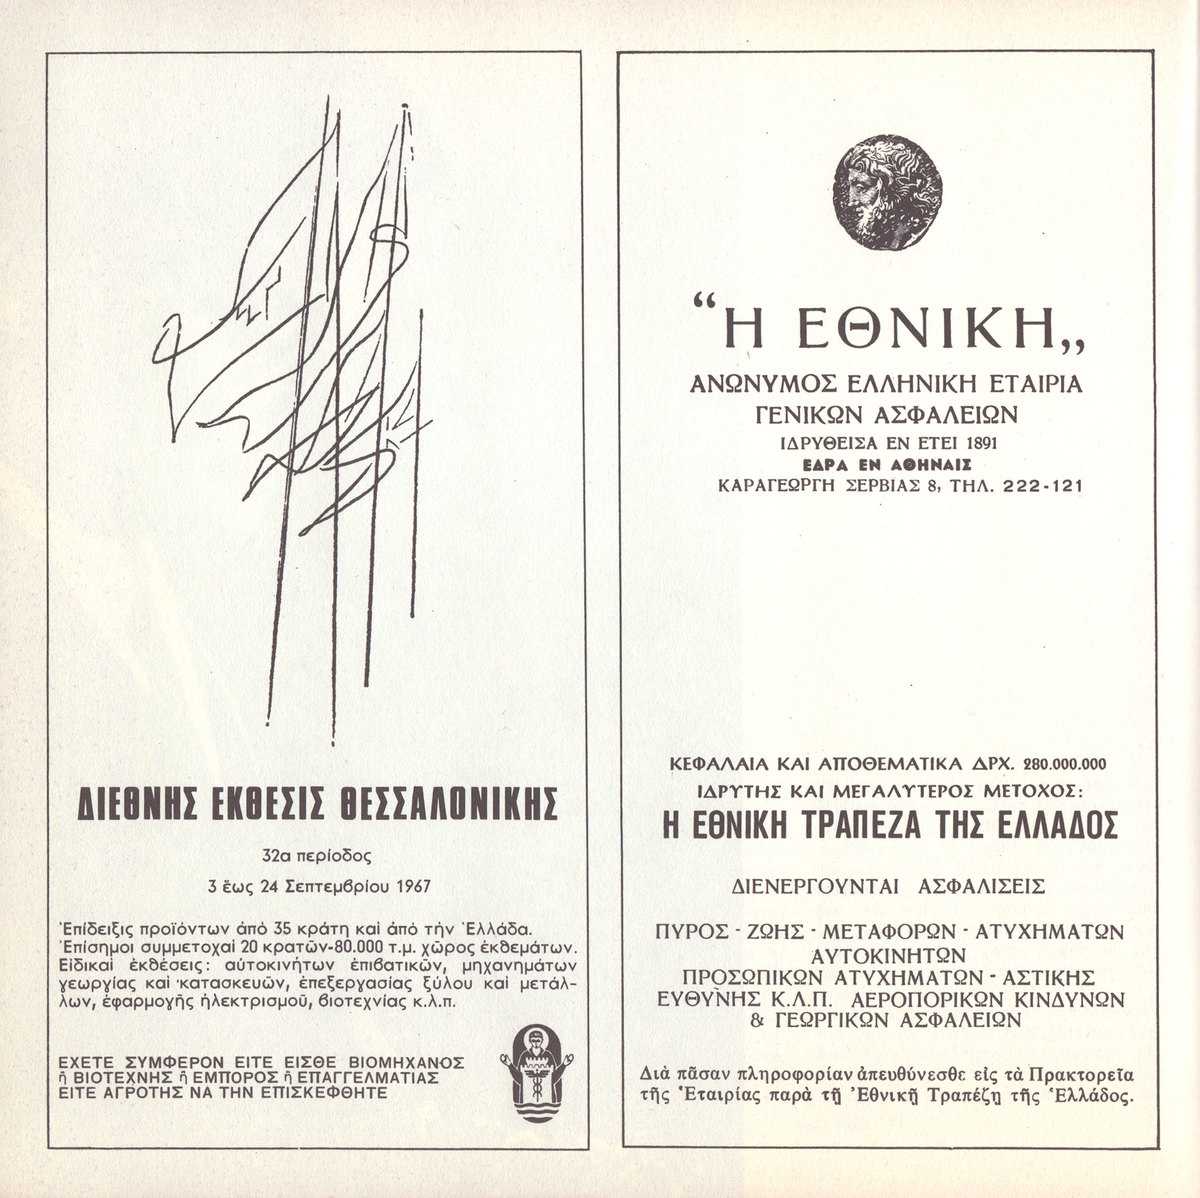 ΔΙΕΘΝΗΣ ΕΚΘΕΣΙΣ ΘΕΣΣΑΛΟΝΙΚΗΣ
32α περίοδος
3 ἕως 24 Σεπτεμβρίου 1967
Ἐπίδειξις προϊόντων ἀπό 35 κράτη καί ἀπό τήν Ἑλλάδα.
Ἐπίσημοι συμμετοχαί 20 κρατῶν-80.000 τ.μ. χῶρος ἐκθεμάτων.
Εἰδικαί ἐκθέσεις: αὐτοκινήτων ἐπιβατικῶν, μηχανημάτων
γεωργίας καί κατασκευῶν, ἐπεξεργασίας ξύλου καί μετάλ-
λων, ἐφαρμογῆς ἠλεκτρισμοῦ, βιοτεχνίας κ.λ.π.
ΕΧΕΤΕ ΣΥΜΦΕΡΟΝ ΕΙΤΕ ΕΙΣΘΕ ΒΙΟΜΗΧΑΝΟΣ
ἤ ΒΙΟΤΕΧΝΗΣ ἤ ΕΜΠΟΡΟΣ ἤ ΕΠΑΓΓΕΛΜΑΤΙΑΣ
ΕΙΤΕ ΑΓΡΟΤΗΣ ΝΑ ΤΗΝ ΕΠΙΣΚΕΦΘΗΤΕ
“Η ΕΘΝΙΚΗ„
ΑΝΩΝΥΜΟΣ ΕΛΛΗΝΙΚΗ ΕΤΑΙΡΙΑ
ΓΕΝΙΚΩΝ ΑΣΦΑΛΕΙΩΝ
ΙΔΡΥΘΕΙΣΑ ΕΝ ΕΤΕΙ 1891
ΕΔΡΑ ΕΝ ΑΘΗΝΑΙΣ
ΚΑΡΑΓΕΩΡΓΗ ΣΕΡΒΙΑΣ 8, ΤΗΛ. 222-121
ΚΕΦΑΛΑΙΑ ΚΑΙ ΑΠΟΘΕΜΑΤΙΚΑ ΔΡΧ. 280.000.000
ΙΔΡΥΤΗΣ ΚΑΙ ΜΕΓΑΛΥΤΕΡΟΣ ΜΕΤΟΧΟΣ:
Η ΕΘΝΙΚΗ ΤΡΑΠΕΖΑ ΤΗΣ ΕΛΛΑΔΟΣ
ΔΙΕΝΕΡΓΟΥΝΤΑΙ ΑΣΦΑΛΙΣΕΙΣ
ΠΥΡΟΣ - ΖΩΗΣ - ΜΕΤΑΦΟΡΩΝ - ΑΤΥΧΗΜΑΤΩΝ
ΑΥΤΟΚΙΝΗΤΩΝ
ΠΡΟΣΩΠΙΚΩΝ ΑΤΥΧΗΜΑΤΩΝ - ΑΣΤΙΚΗΣ
ΕΥΘΥΝΗΣ Κ.Λ.Π. ΑΕΡΟΠΟΡΙΚΩΝ ΚΙΝΔΥΝΩΝ
& ΓΕΩΡΓΙΚΩΝ ΑΣΦΑΛΕΙΩΝ
Διὰ πᾶσαν πληροφορίαν ἀπευθύνεσθε εἰς τὰ Πρακτορεῖα
τῆς Ἑταιρίας παρὰ τῇ Ἐθνικῇ Τραπέζῃ τῆς Ἑλλάδος.